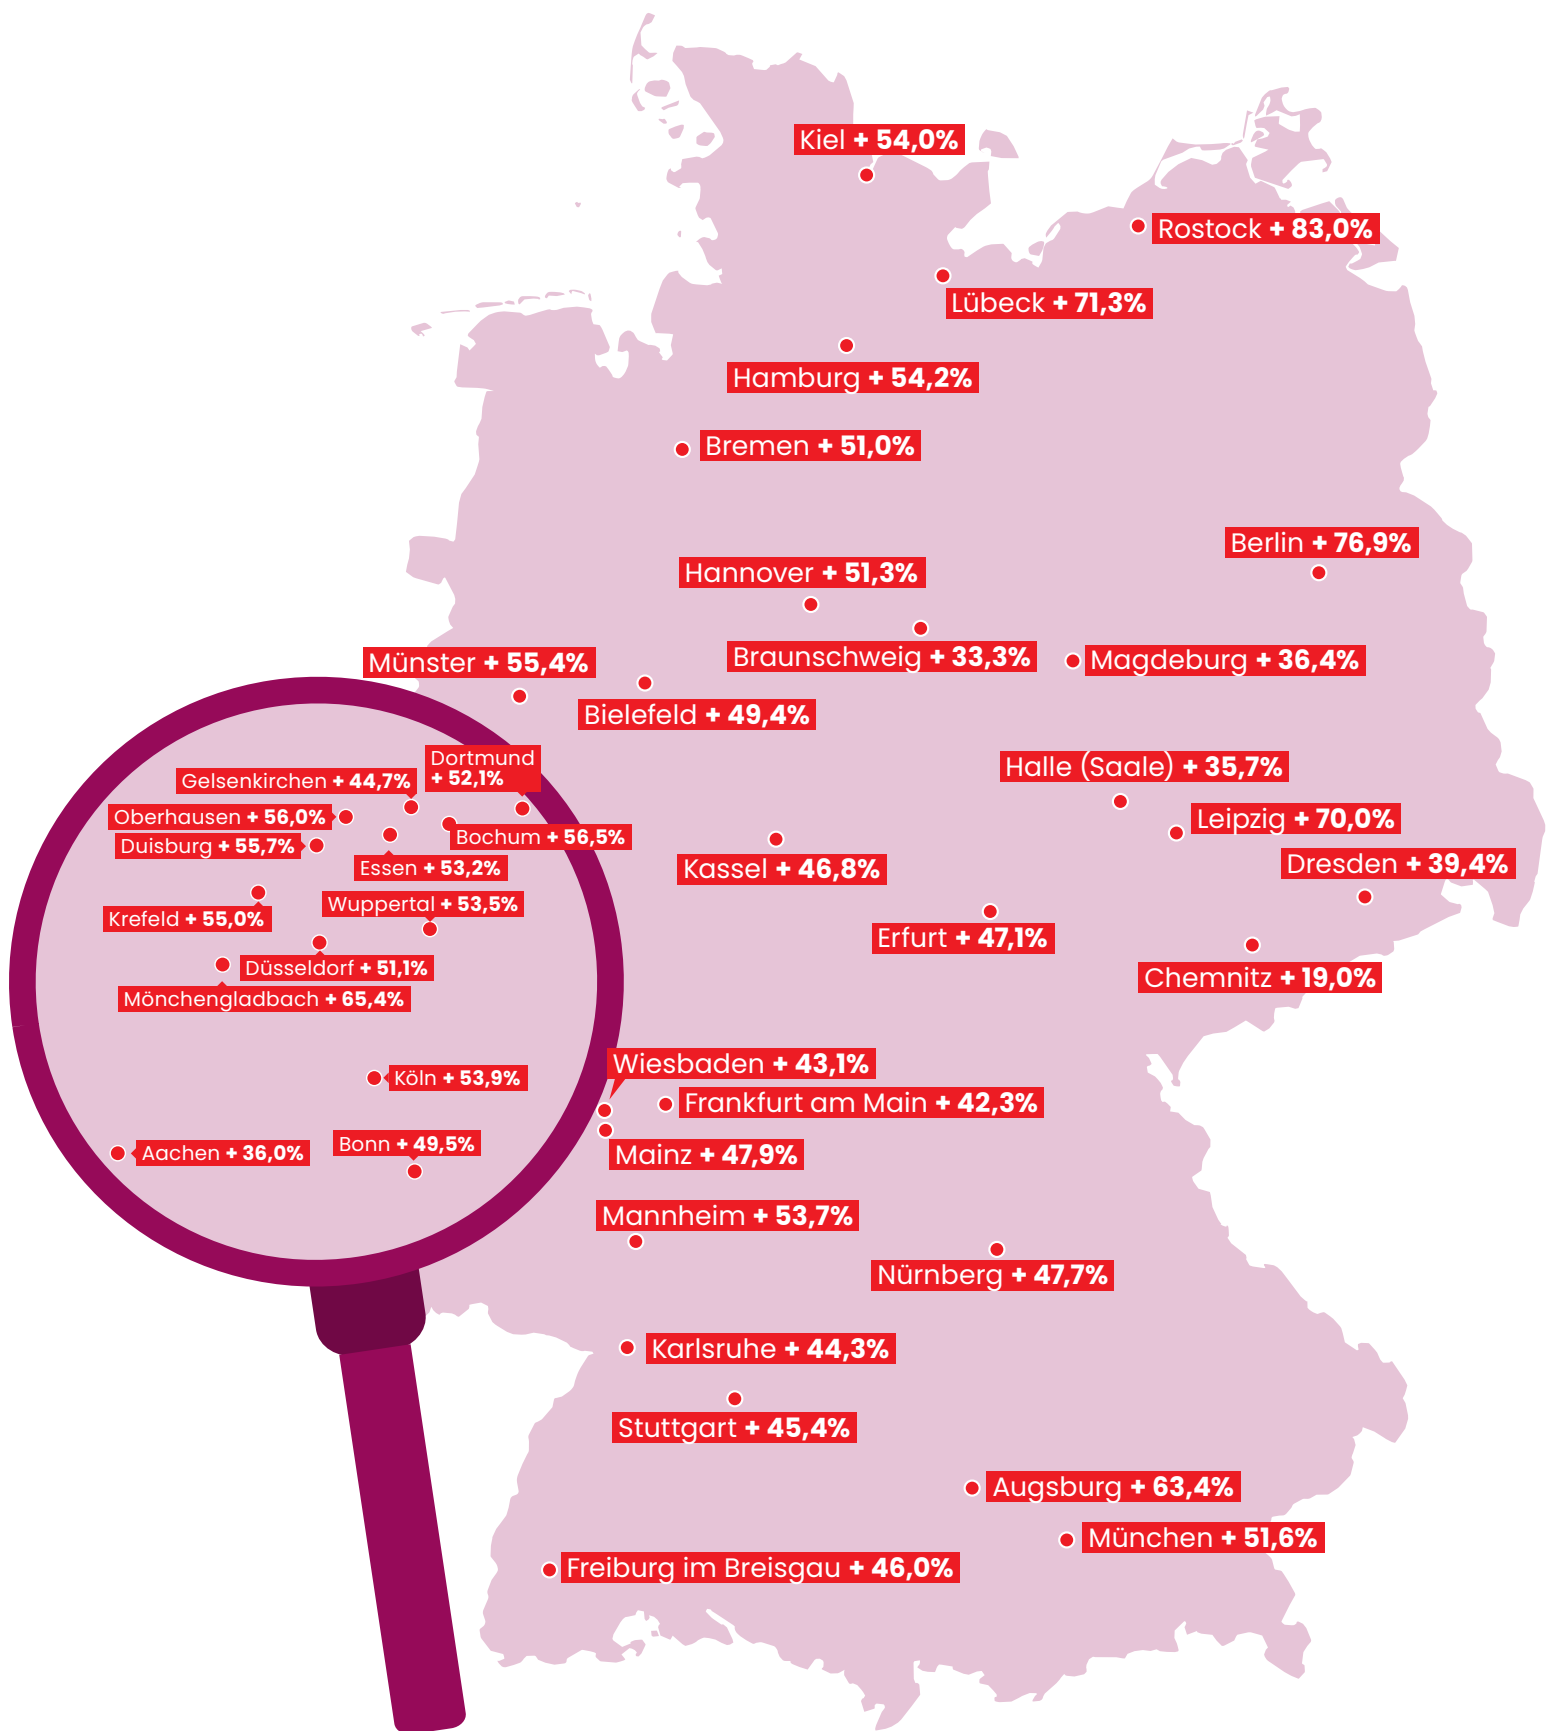 Kiel + 54,0%
Rostock + 83,0%
Lübeck + 71,3%
Hamburg + 54,2%
Bremen + 51,0%
Berlin + 76,9%
Hannover + 51,3%
Braunschweig + 33,3%
Magdeburg + 36,4%
Münster + 55,4%
Bielefeld + 49,4%
Dortmund
+ 52,1%
Gelsenkirchen + 44,7%
Oberhausen + 56,0%
Duisburg + 55,7%
Bochum + 56,5%
Essen + 53,2%
Krefeld + 55,0%
Wuppertal + 53,5%
Düsseldorf + 51,1%
Mönchengladbach + 65,4%
Köln + 53,9%
Bonn + 49,5%
Aachen + 36,0%
Halle (Saale) + 35,7%
Leipzig + 70,0%
Dresden + 39,4%
Kassel + 46,8%
Erfurt + 47,1%
Chemnitz + 19,0%
Wiesbaden + 43,1%
Frankfurt am Main + 42,3%
Mainz + 47,9%
Mannheim + 53,7%
Nürnberg + 47,7%
Karlsruhe + 44,3%
Stuttgart + 45,4%
Augsburg + 63,4%
München + 51,6%
Freiburg im Breisgau + 46,0%